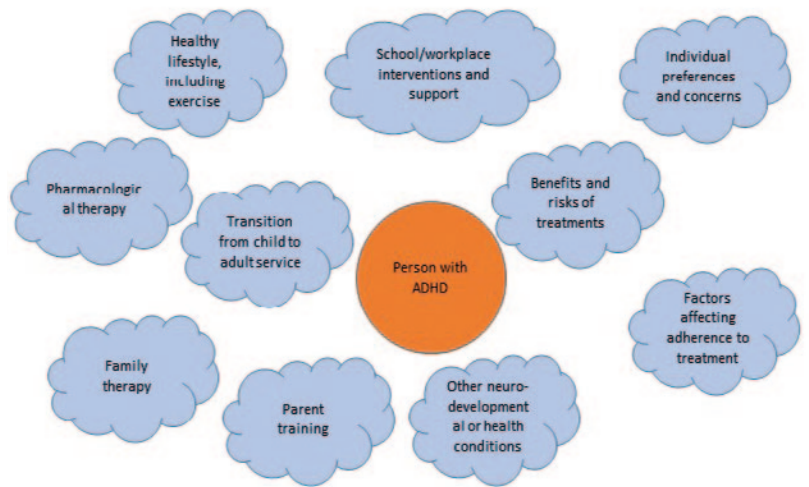 Healthy
lifestyle,
including
exercise
School/workplace
interventions and
support
Individual
preferences
and concerns
Pharmacologic
al therapy
Transition
from child to
adult service
Benefits and
risks of
treatments
Person with
ADHD
Factors
affecting
adherence to
treatment
Family
therapy
Parent
training
Other neuro-
development
al or health
conditions